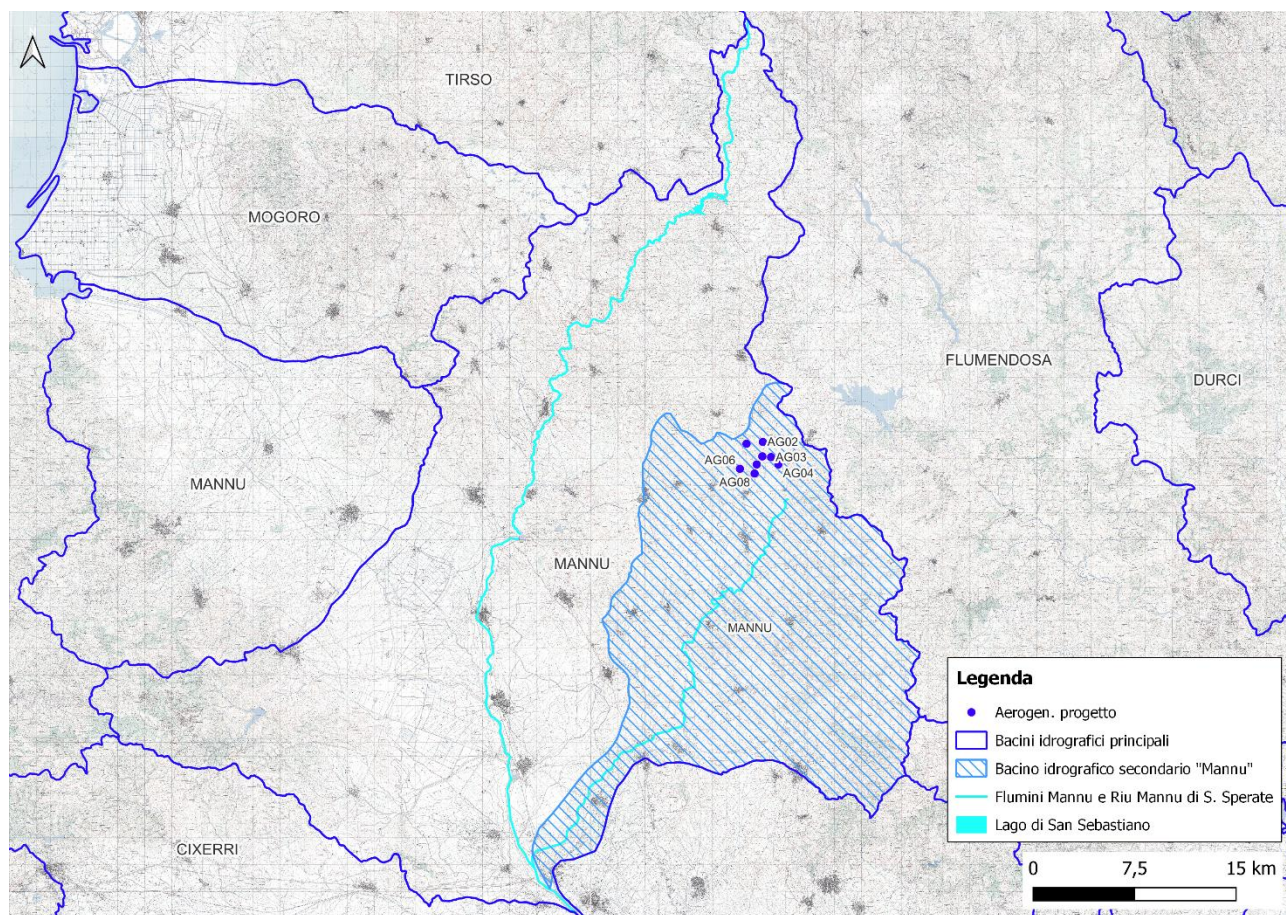 TIRSO
MOGORO
FLUMENDOSA
DURCI
AG02
AG06
AG03
AG04
AG08
MANNU
MANNU
MANNU
CIXERRI
Legenda
Aerogen. progetto
Bacini idrografici principali
Bacino idrografico secondario "Mannu"
Flumini Mannu e Riu Mannu di S. Sperate
Lago di San Sebastiano
0 7,5 15 km